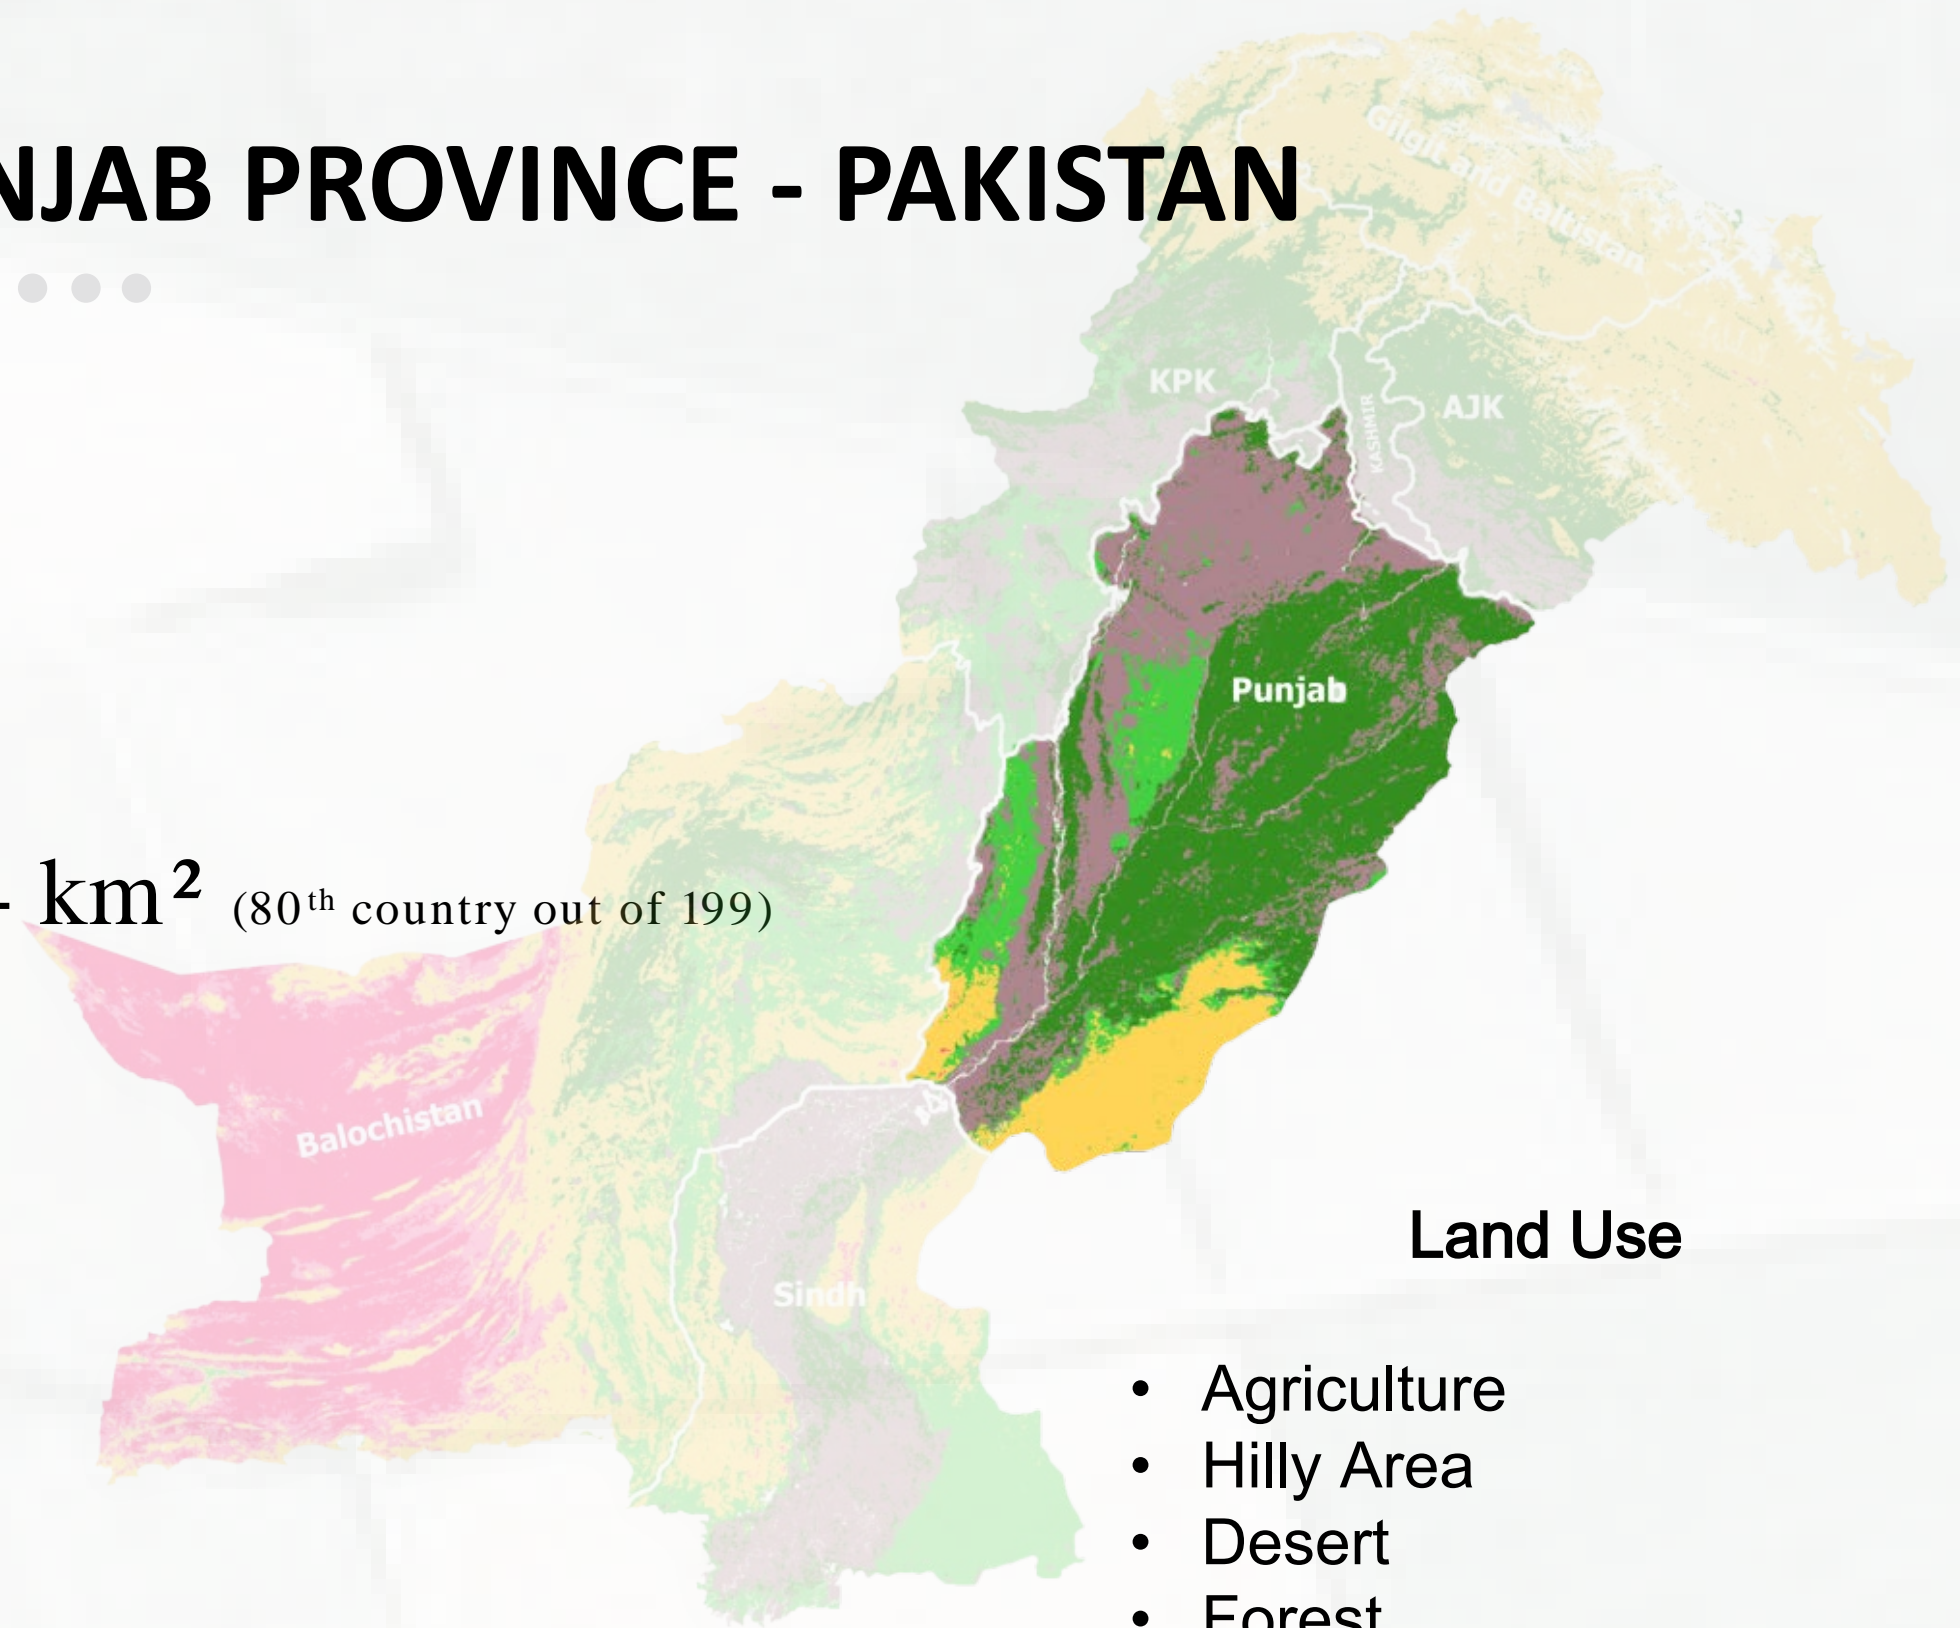 NJAB PROVINCE - PAKISTAN
Gilgit and Baltistan
KPK
AJK
KASHMIR
Punjab
- km² (80th country out of 199)
Balochistan
Sindh
Land Use
• Agriculture
• Hilly Area
• Desert
• Forest